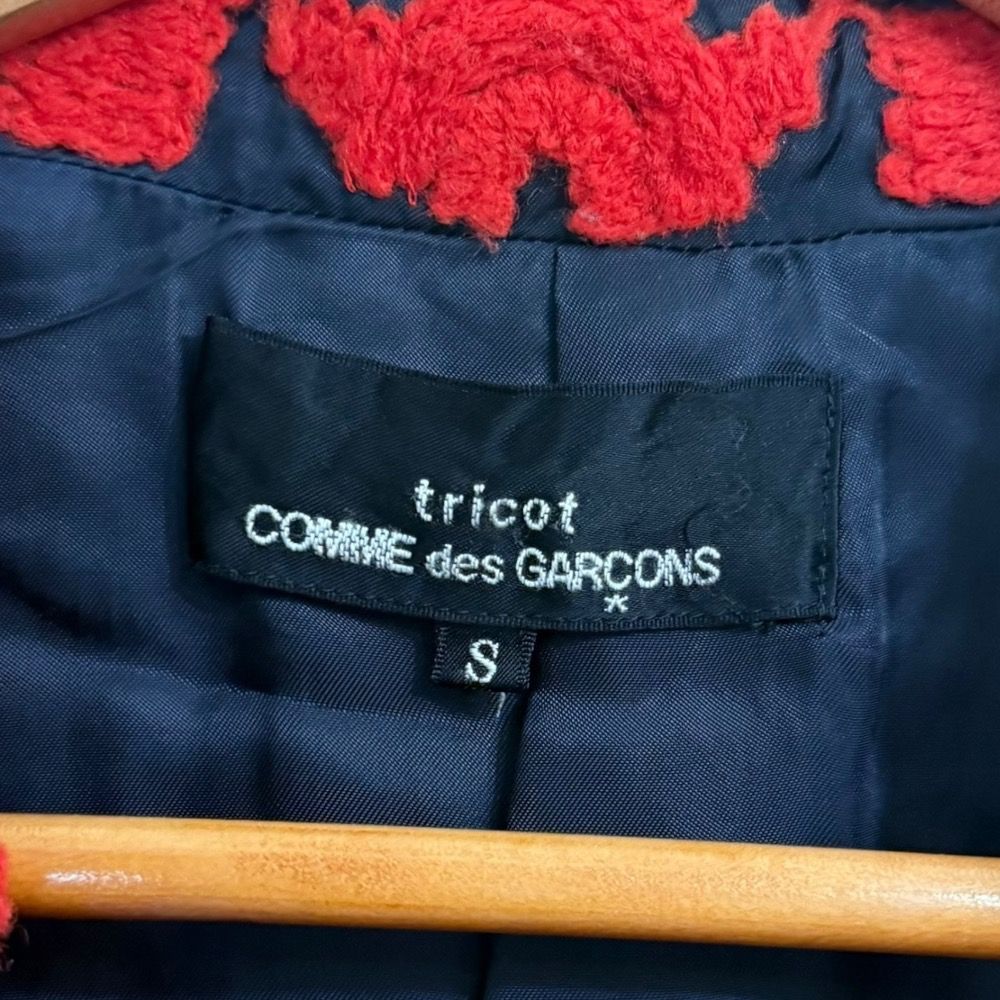 tricot
COMME des GARÇONS
*
S